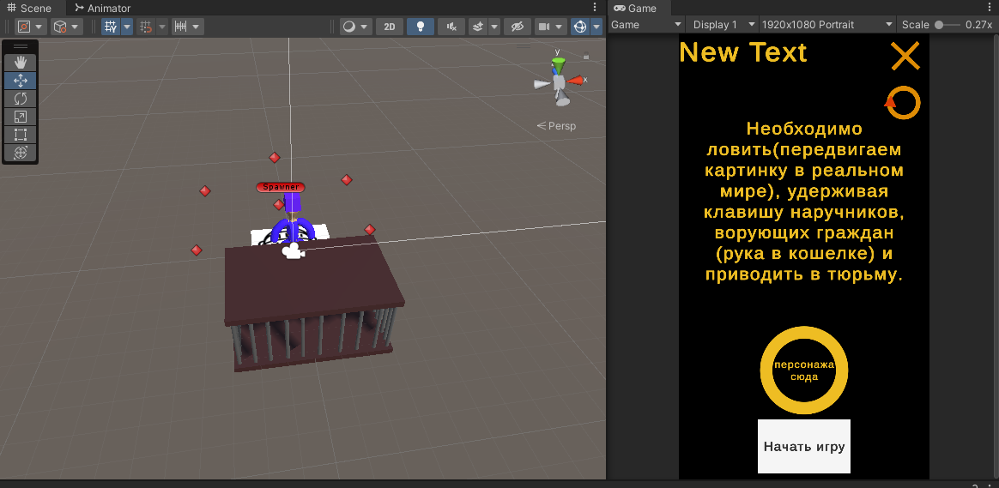 Scene
Animator
2D
Spawner
y
x
Persp
Game
Game
Display 1
1920x1080 Portrait
Scale
0.27x
New Text
Необходимо
ловить(передвигаем
картинку в реальном
мире), удерживая
клавишу наручников,
ворующих граждан
(рука в кошелке) и
приводить в тюрьму.
персонажа
сюда
Начать игру